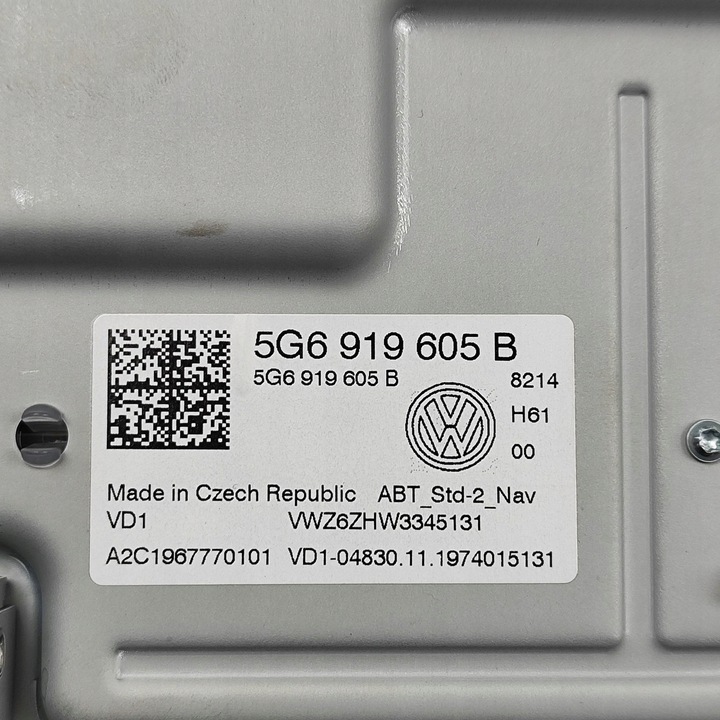 5G6 919 605 B
5G6 919 605 B
8214
H61
00
Made in Czech Republic ABT_Std-2_Nav
VD1 VWZ6ZHW3345131
A2C1967770101 VD1-04830.11.1974015131